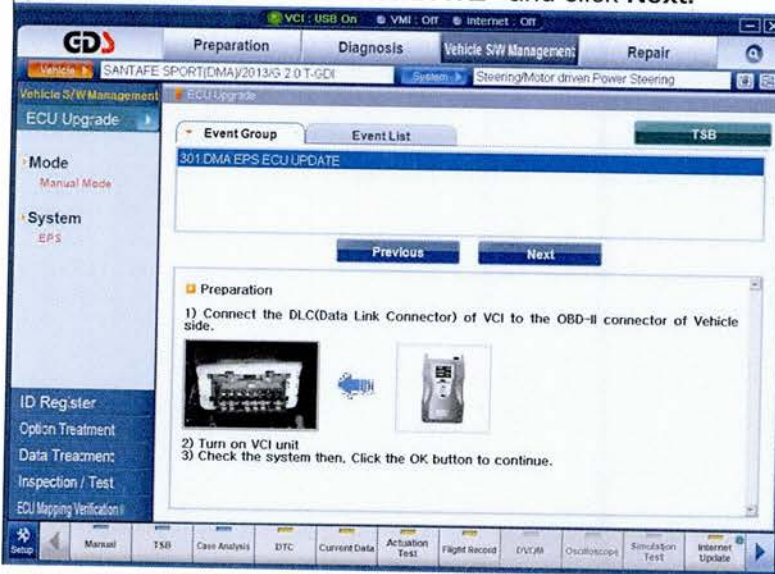 and click Next.
VCI : USB On VMI : Off Internet : Off
GDS Preparation Diagnosis Vehicle S/W Management Repair
Vehicle SANTAFE SPORT(DMA)/2013/G 2.0 T-GDI System Steering/Motor driven Power Steering
Vehicle S/W Management ECU Upgrade
ECU Upgrade
Event Group Event List TSB
301.DMA EPS ECU UPDATE
Mode
Manual Mode
System
EPS
Previous Next
Preparation
1) Connect the DLC(Data Link Connector) of VCI to the OBD-II connector of Vehicle
side.
2) Turn on VCI unit
3) Check the system then, Click the OK button to continue.
ID Register
Option Treatment
Data Treatment
Inspection / Test
ECU Mapping Verification
Setup Manual TSB Case Analysis DTC Current Data Actuation Test Flight Record DVOM Oscilloscope Simulation Test Internet Update